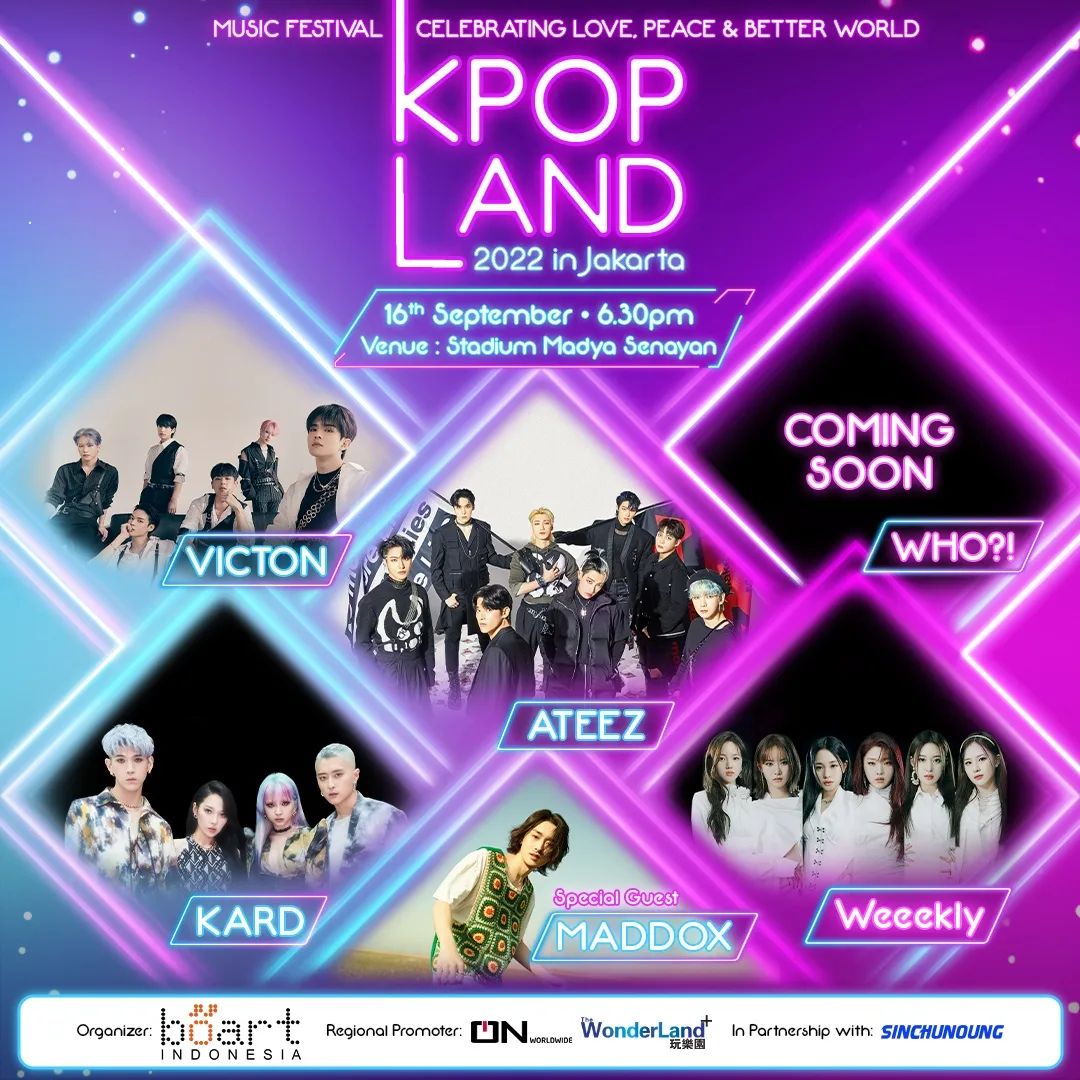 MUSIC FESTIVAL CELEBRATING LOVE, PEACE & BETTER WORLD
KPOP
LAND
2022 in Jakarta
16th September • 6.30pm
Venue : Stadium Madya Senayan
COMING
SOON
WHO?!
VICTON
ATEEZ
KARD
Special Guest
MADDOX
Weeekly
Organizer: böart INDONESIA Regional Promoter: ON WORLDWIDE The WonderLand+ 玩樂園 In Partnership with: SINCHUNOUNG